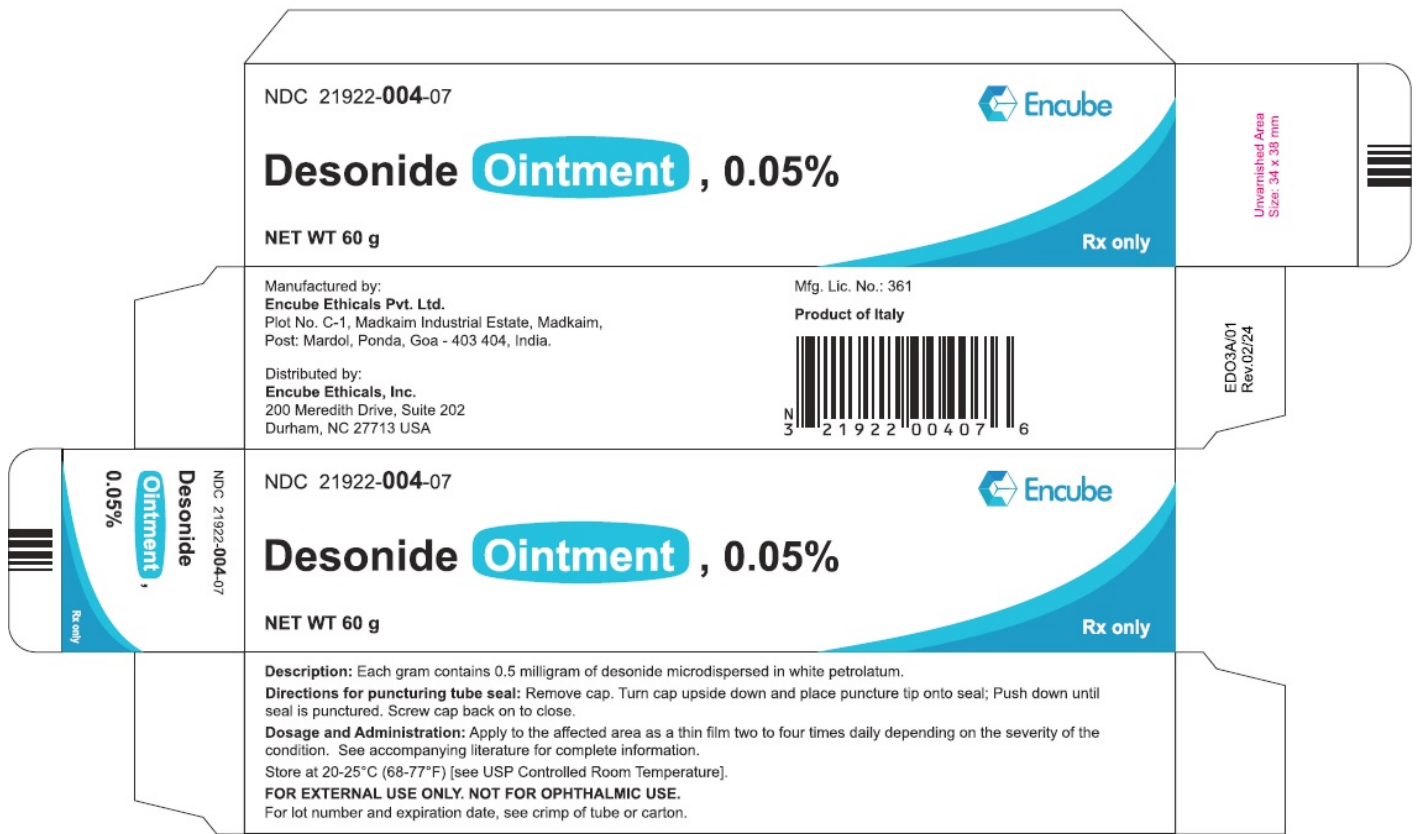 NDC 21922-004-07
Encube
Desonide Ointment , 0.05%
NET WT 60 g
Rx only
Unvarnished Area
Size: 34 x 38 mm
Manufactured by:
Encube Ethicals Pvt. Ltd.
Plot No. C-1, Madkaim Industrial Estate, Madkaim,
Post: Mardol, Ponda, Goa - 403 404, India.
Distributed by:
Encube Ethicals, Inc.
200 Meredith Drive, Suite 202
Durham, NC 27713 USA
Mfg. Lic. No.: 361
Product of Italy
N
3 21922 00407 6
EDO3A/01
Rev.02/24
NDC 21922-004-07
Desonide
Ointment ,
0.05%
Rx only
NDC 21922-004-07
Encube
Desonide Ointment , 0.05%
NET WT 60 g
Rx only
Description: Each gram contains 0.5 milligram of desonide microdispersed in white petrolatum.
Directions for puncturing tube seal: Remove cap. Turn cap upside down and place puncture tip onto seal; Push down until
seal is punctured. Screw cap back on to close.
Dosage and Administration: Apply to the affected area as a thin film two to four times daily depending on the severity of the
condition.  See accompanying literature for complete information.
Store at 20-25°C (68-77°F) [see USP Controlled Room Temperature].
FOR EXTERNAL USE ONLY. NOT FOR OPHTHALMIC USE.
For lot number and expiration date, see crimp of tube or carton.